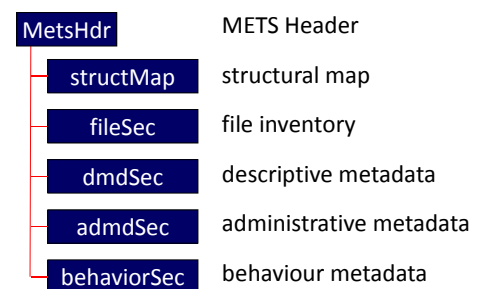 MetsHdr METS Header
structMap structural map
fileSec file inventory
dmdSec descriptive metadata
admdSec administrative metadata
behaviorSec behaviour metadata